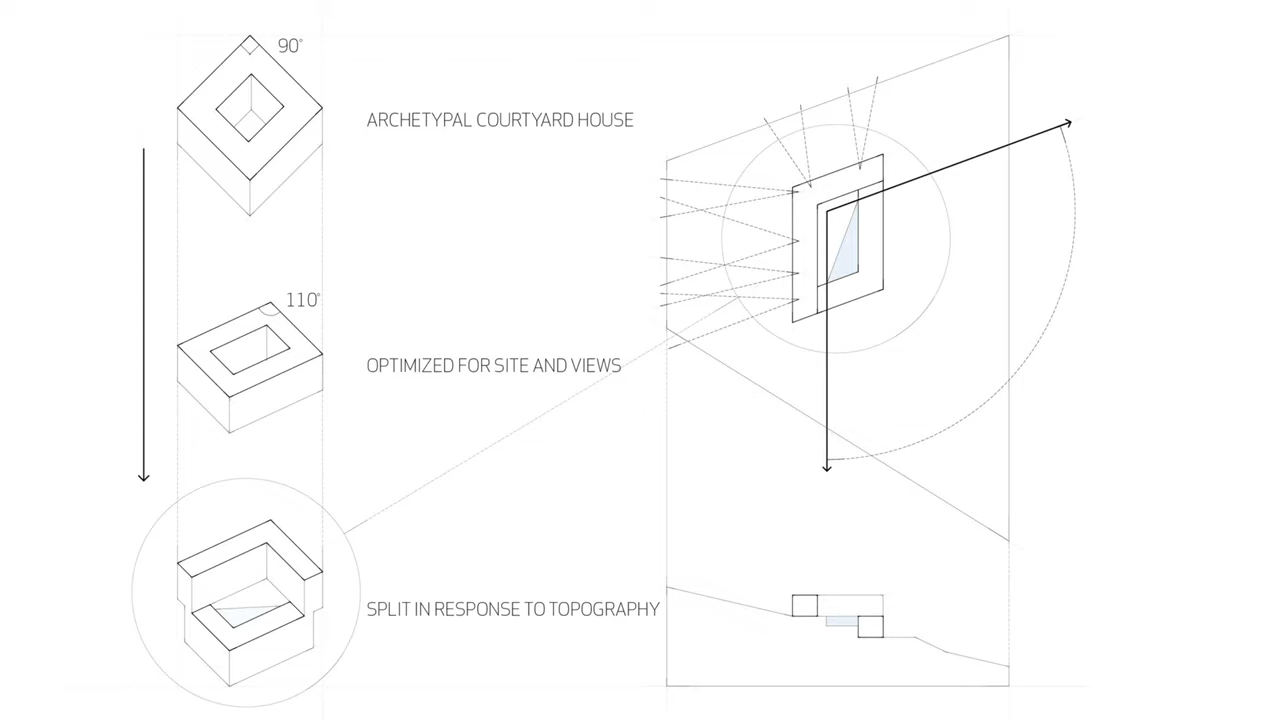 90°
ARCHETYPAL COURTYARD HOUSE
110°
OPTIMIZED FOR SITE AND VIEWS
SPLIT IN RESPONSE TO TOPOGRAPHY